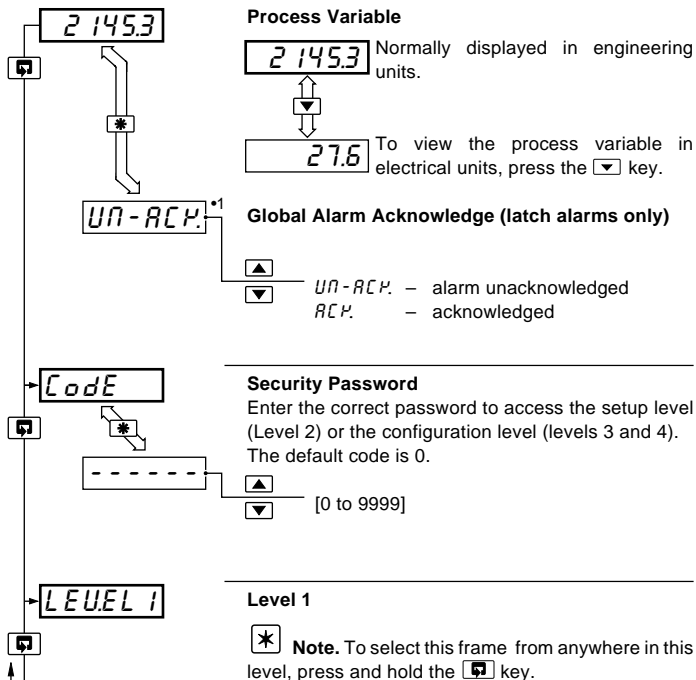 2145.3
Process Variable
2145.3
Normally displayed in engineering
units.
27.6
To view the process variable in
electrical units, press the ▼ key.
UN-ACK. •1
Global Alarm Acknowledge (latch alarms only)
UN-ACK. – alarm unacknowledged
ACK. – acknowledged
CodE
Security Password
Enter the correct password to access the setup level
(Level 2) or the configuration level (levels 3 and 4).
The default code is 0.
- - - - - -
[0 to 9999]
LEVEL 1
Level 1
Note. To select this frame from anywhere in this
level, press and hold the key.